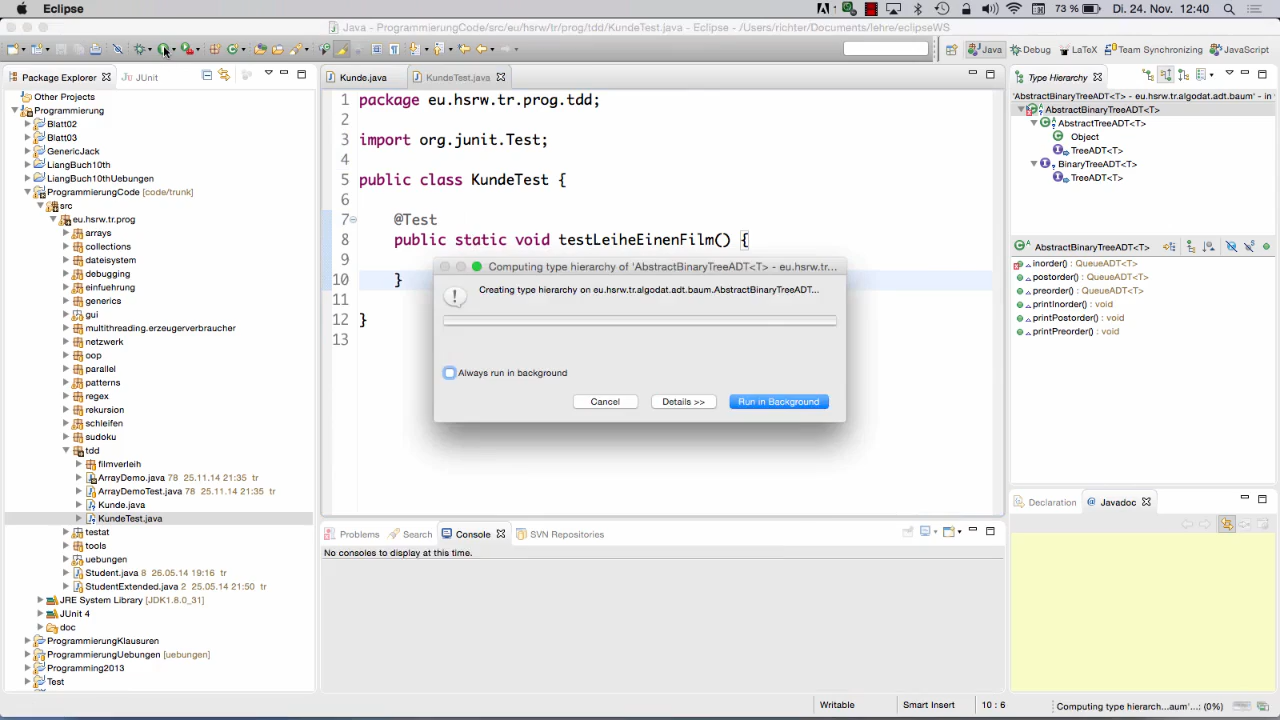 Eclipse
73 %
Di. 24. Nov. 12:40
Java - ProgrammierungCode/src/eu/hsrw/tr/prog/tdd/KundeTest.java - Eclipse - /Users/richter/Documents/lehre/eclipseWS
Java
Debug
LaTeX
Team Synchronizing
JavaScript
Package Explorer
JUnit
Other Projects
Programmierung
Blatt02
Blatt03
GenericJack
LiangBuch10th
LiangBuch10thUebungen
ProgrammierungCode [code/trunk]
src
eu.hsrw.tr.prog
arrays
collections
dateisystem
debugging
einfuehrung
generics
gui
multithreading.erzeugerverbraucher
netzwerk
oop
parallel
patterns
regex
rekursion
schleifen
sudoku
tdd
filmverleih
ArrayDemo.java 78 25.11.14 21:35 tr
ArrayDemoTest.java 78 25.11.14 21:35 tr
Kunde.java
KundeTest.java
testat
tools
uebungen
Student.java 8 26.05.14 19:16 tr
StudentExtended.java 2 25.05.14 21:50 tr
JRE System Library [JDK1.8.0_31]
JUnit 4
doc
ProgrammierungKlausuren
ProgrammierungUebungen [uebungen]
Programming2013
Test
Kunde.java
KundeTest.java
1 package eu.hsrw.tr.prog.tdd;
2
3 import org.junit.Test;
4
5 public class KundeTest {
6
7 @Test
8 public static void testLeiheEinenFilm() {
9
10 }
11
12 }
13
Computing type hierarchy of 'AbstractBinaryTreeADT<T> - eu.hsrw.tr...
Creating type hierarchy on eu.hsrw.tr.algodat.adt.baum.AbstractBinaryTreeADT...
Always run in background
Cancel
Details >>
Run in Background
Problems
Search
Console
SVN Repositories
No consoles to display at this time.
Type Hierarchy
'AbstractBinaryTreeADT<T> - eu.hsrw.tr.algodat.adt.baum' - in
AbstractBinaryTreeADT<T>
AbstractTreeADT<T>
Object
TreeADT<T>
BinaryTreeADT<T>
TreeADT<T>
AbstractBinaryTreeADT<T>
inorder() : QueueADT<T>
postorder() : QueueADT<T>
preorder() : QueueADT<T>
printInorder() : void
printPostorder() : void
printPreorder() : void
Declaration
Javadoc
Writable
Smart Insert
10 : 6
Computing type hierarch...aum': (0%)